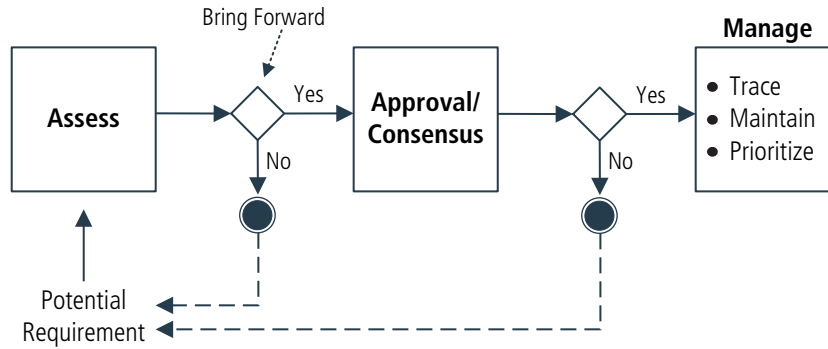 Bring Forward
Manage
Assess
Yes
Approval/
Consensus
Yes
• Trace
• Maintain
• Prioritize
No
No
Potential
Requirement